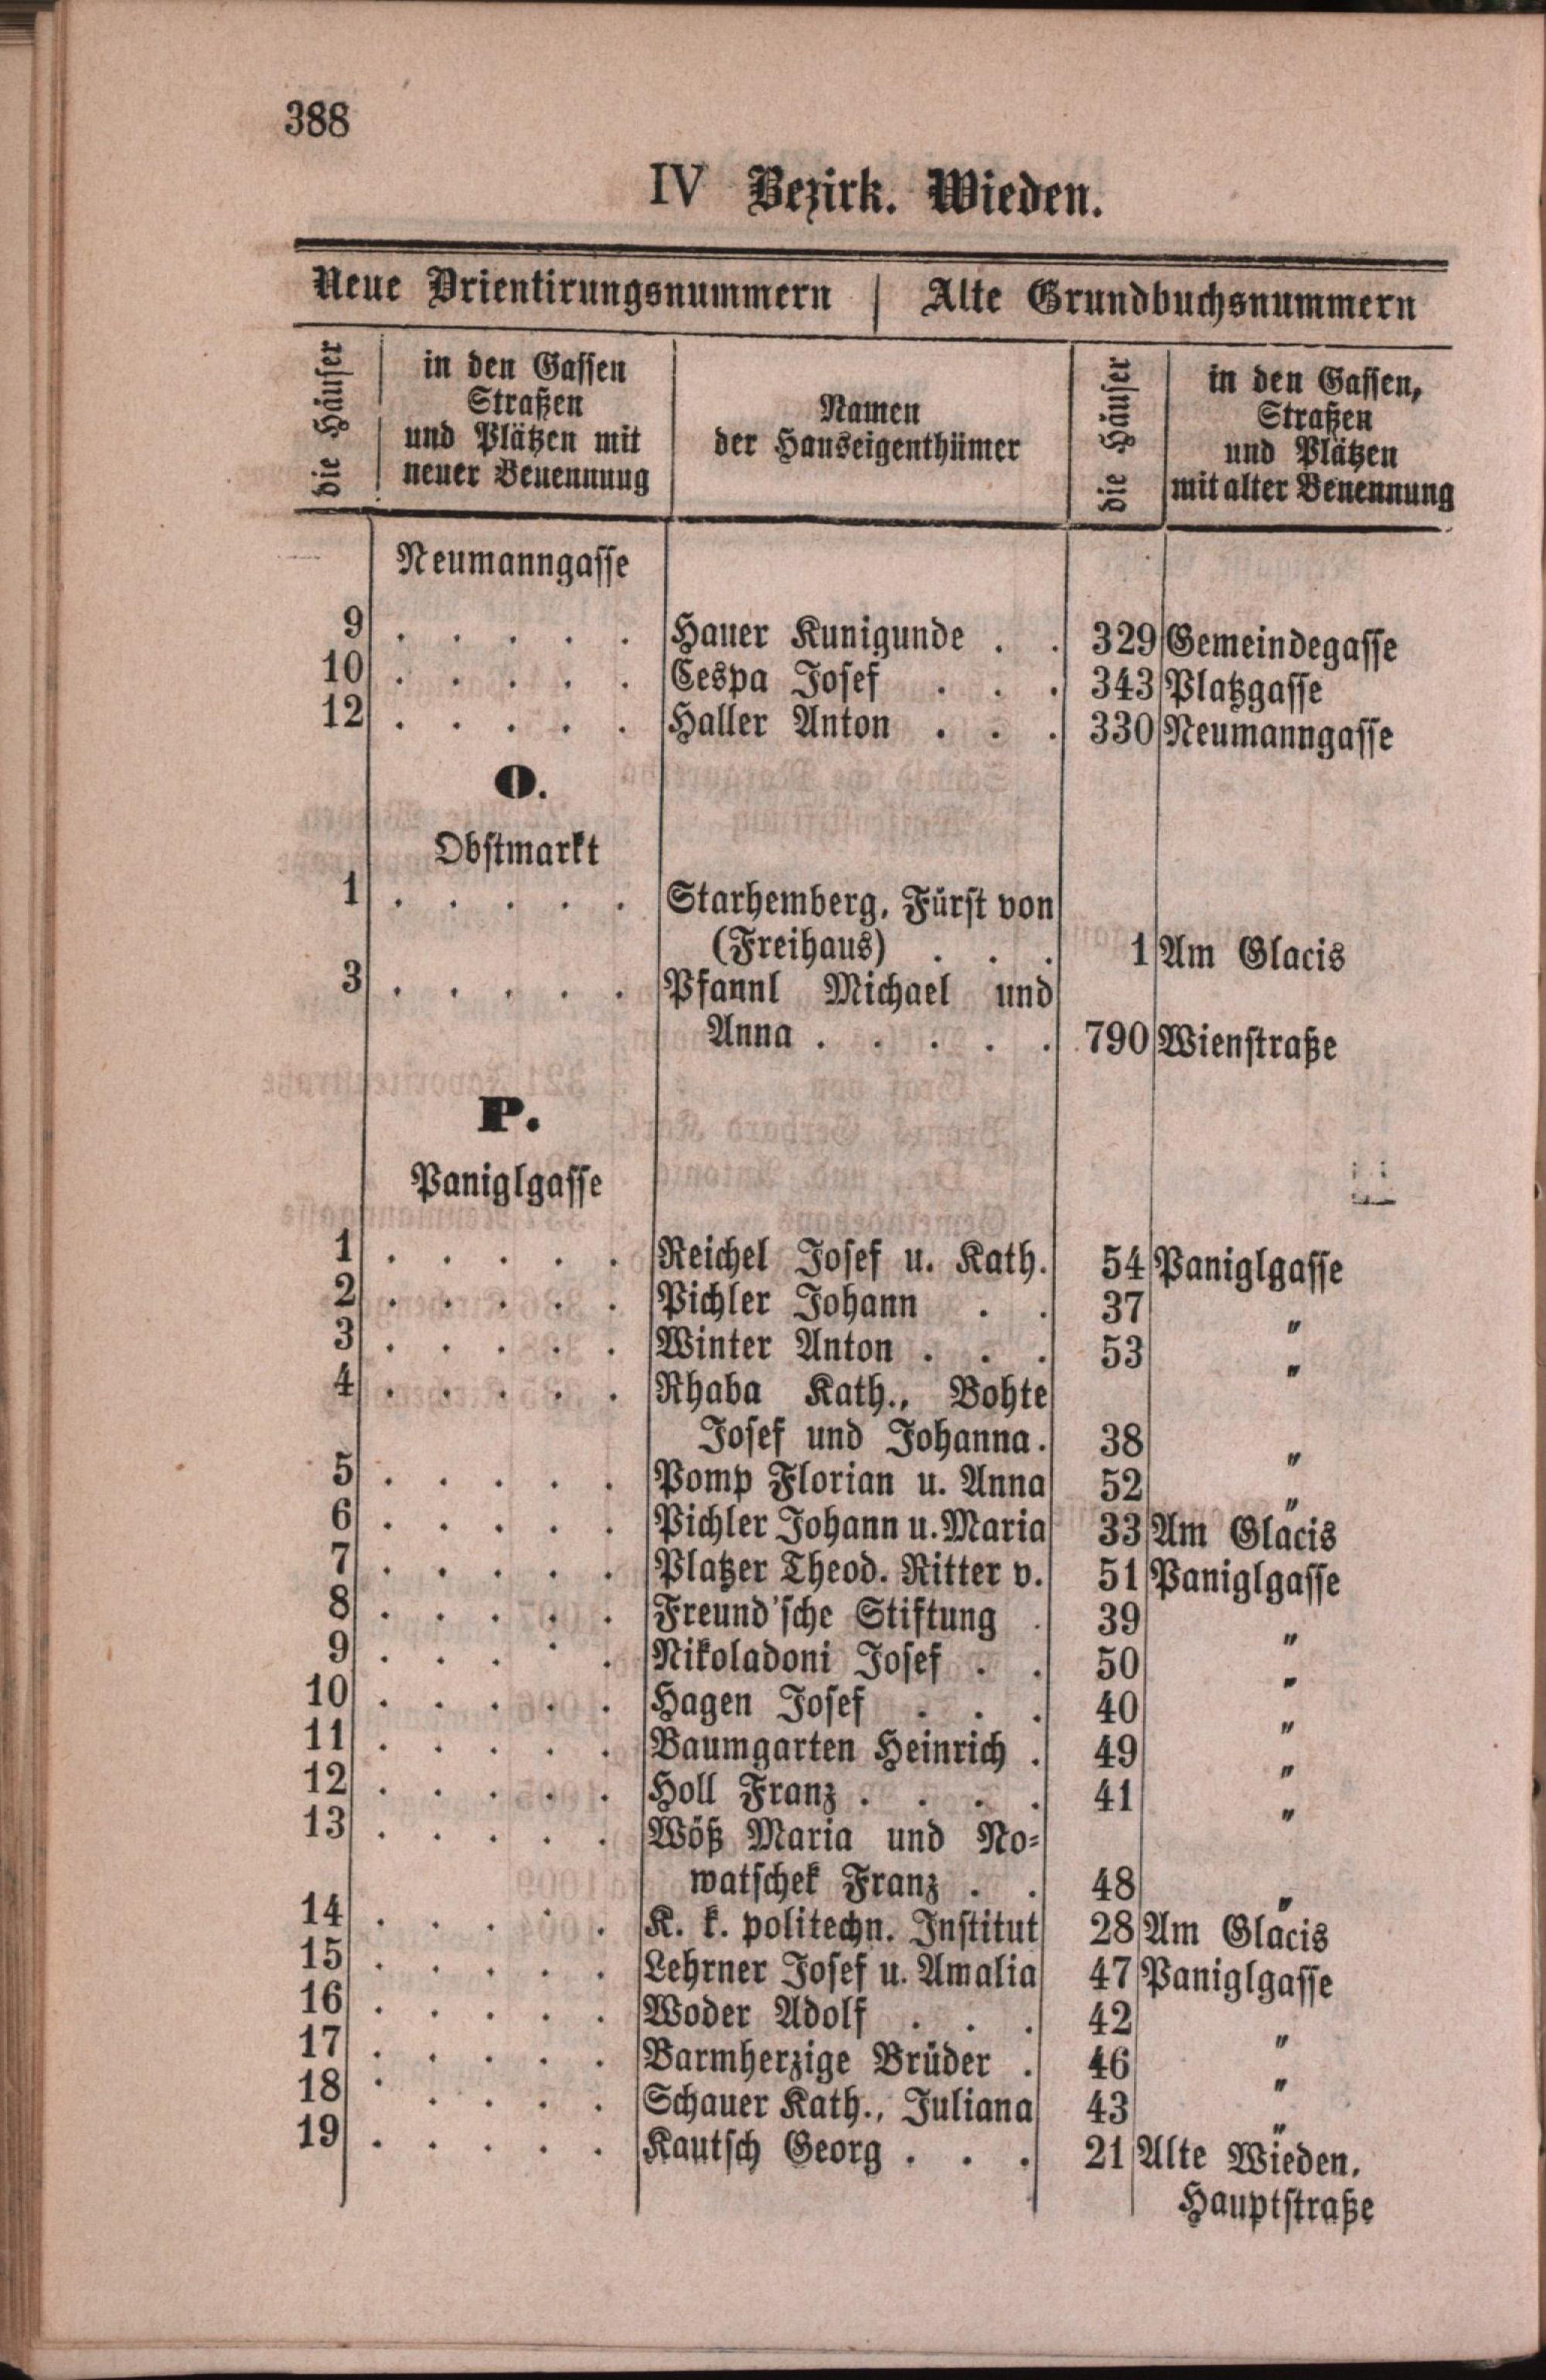 388
IV Bezirk. Wieden.
Neue Orientirungsnummern | Alte Grundbuchsnummern
die Häuser
in den Gassen
Straßen
und Plätzen mit
neuer Benennung
Namen
der Hauseigenthümer
die Häuser
in den Gassen,
Straßen
und Plätzen
mit alter Benennung
Neumanngasse
9 . . . . . Hauer Kunigunde . . 329 Gemeindegasse
10 . . . . . Cespa Josef . . . 343 Platzgasse
12 . . . . . Haller Anton . . . 330 Neumanngasse
O.
Obstmarkt
1 . . . . . Starhemberg, Fürst von
(Freihaus) . . . 1 Am Glacis
3 . . . . . Pfannl Michael und
Anna . . . . . 790 Wienstraße
P.
Paniglgasse
1 . . . . . Reichel Josef u. Kath. 54 Paniglgasse
2 . . . . . Pichler Johann . . 37 "
3 . . . . . Winter Anton . . . 53 "
4 . . . . . Rhaba Kath., Bohte
Josef und Johanna. 38 "
5 . . . . . Pomp Florian u. Anna 52 "
6 . . . . . Pichler Johann u. Maria 33 Am Glacis
7 . . . . . Platzer Theod. Ritter v. 51 Paniglgasse
8 . . . . . Freund'sche Stiftung . 39 "
9 . . . . . Nikoladoni Josef . . 50 "
10 . . . . . Hagen Josef . . . 40 "
11 . . . . . Baumgarten Heinrich . 49 "
12 . . . . . Holl Franz . . . . 41 "
13 . . . . . Wöß Maria und No-
watschek Franz . . 48 "
14 . . . . . K. k. politechn. Institut 28 Am Glacis
15 . . . . . Lehrner Josef u. Amalia 47 Paniglgasse
16 . . . . . Woder Adolf . . . 42 "
17 . . . . . Barmherzige Brüder . 46 "
18 . . . . . Schauer Kath., Juliana 43 "
19 . . . . . Kautsch Georg . . . 21 Alte Wieden,
Hauptstraße